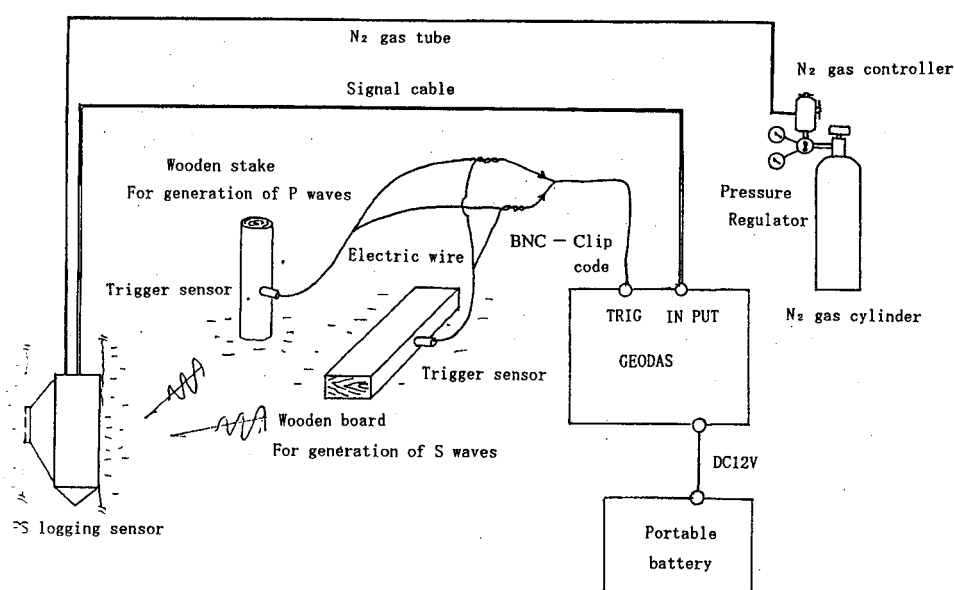 N₂ gas tube
N₂ gas controller
Signal cable
Wooden stake
For generation of P waves
Pressure
Regulator
BNC－Clip
code
Electric wire
Trigger sensor
N₂ gas cylinder
TRIG IN PUT
GEODAS
Trigger sensor
Wooden board
For generation of S waves
DC12V
PS logging sensor
Portable
battery